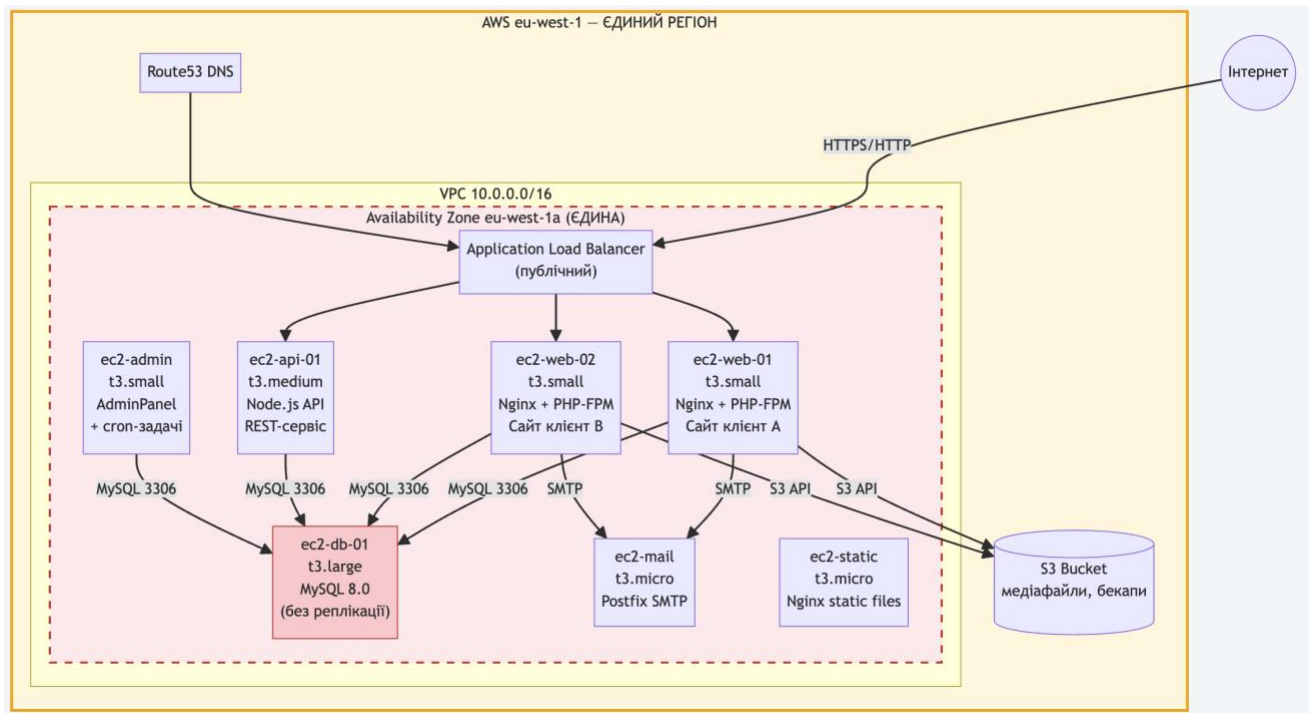 AWS eu-west-1 — ЄДИНИЙ РЕГІОН
Route53 DNS
Інтернет
HTTPS/HTTP
VPC 10.0.0.0/16
Availability Zone eu-west-1a (ЄДИНА)
Application Load Balancer
(публічний)
ec2-admin
t3.small
AdminPanel
+ cron-задачі
ec2-api-01
t3.medium
Node.js API
REST-сервіс
ec2-web-02
t3.small
Nginx + PHP-FPM
Сайт клієнт B
ec2-web-01
t3.small
Nginx + PHP-FPM
Сайт клієнт A
MySQL 3306
MySQL 3306
MySQL 3306
MySQL 3306
SMTP
SMTP
S3 API
S3 API
ec2-db-01
t3.large
MySQL 8.0
(без реплікації)
ec2-mail
t3.micro
Postfix SMTP
ec2-static
t3.micro
Nginx static files
S3 Bucket
медіафайли, бекапи